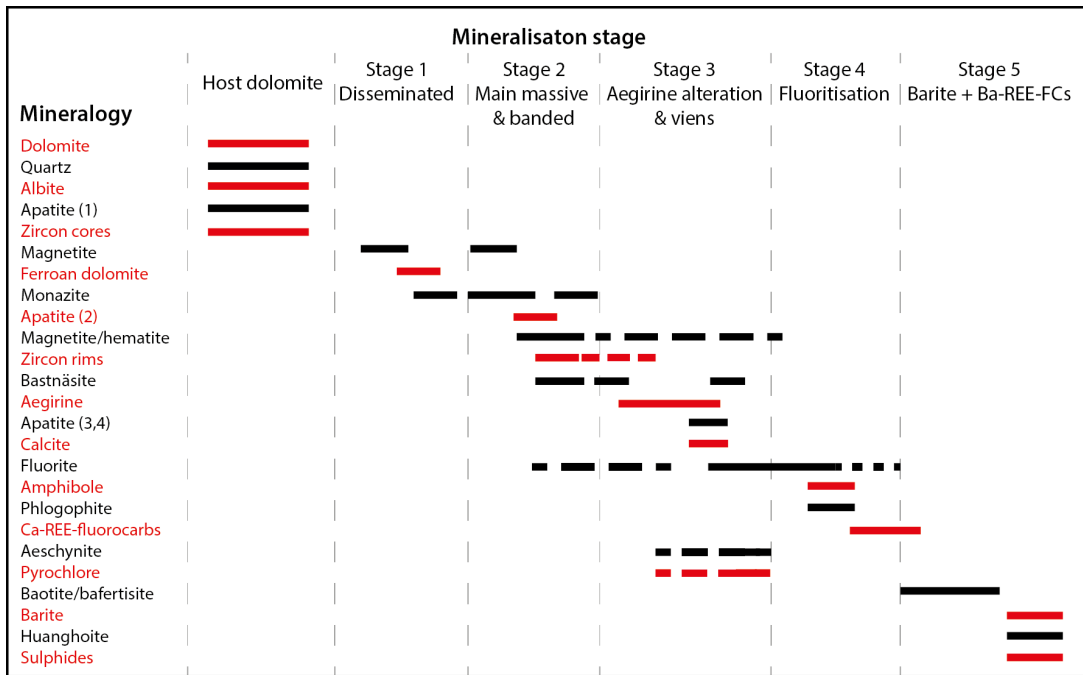 Mineralisaton stage
Host dolomite
Stage 1
Disseminated
Stage 2
Main massive
& banded
Stage 3
Aegirine alteration
& viens
Stage 4
Fluoritisation
Stage 5
Barite + Ba-REE-FCs
Mineralogy
Dolomite
Quartz
Albite
Apatite (1)
Zircon cores
Magnetite
Ferroan dolomite
Monazite
Apatite (2)
Magnetite/hematite
Zircon rims
Bastnäsite
Aegirine
Apatite (3,4)
Calcite
Fluorite
Amphibole
Phlogophite
Ca-REE-fluorocarbs
Aeschynite
Pyrochlore
Baotite/bafertisite
Barite
Huanghoite
Sulphides